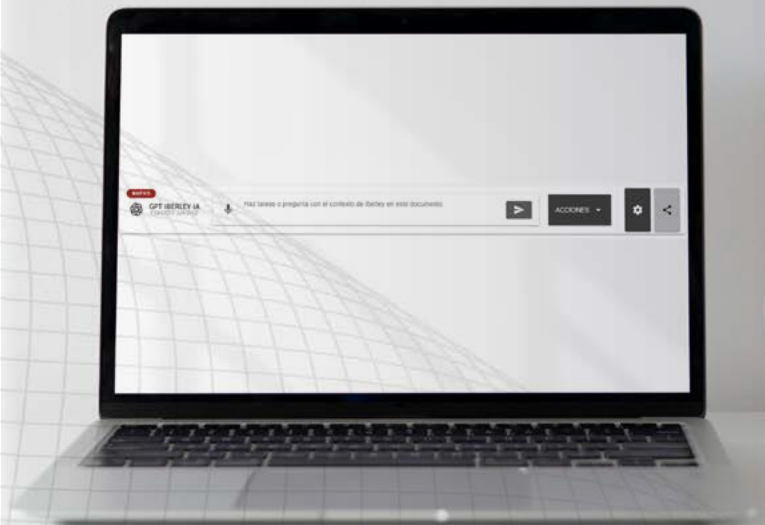 NUEVO
GPT IBERLEY IA
Haz tareas o pregunta con el contexto de Iberley en este documento
ACCIONES